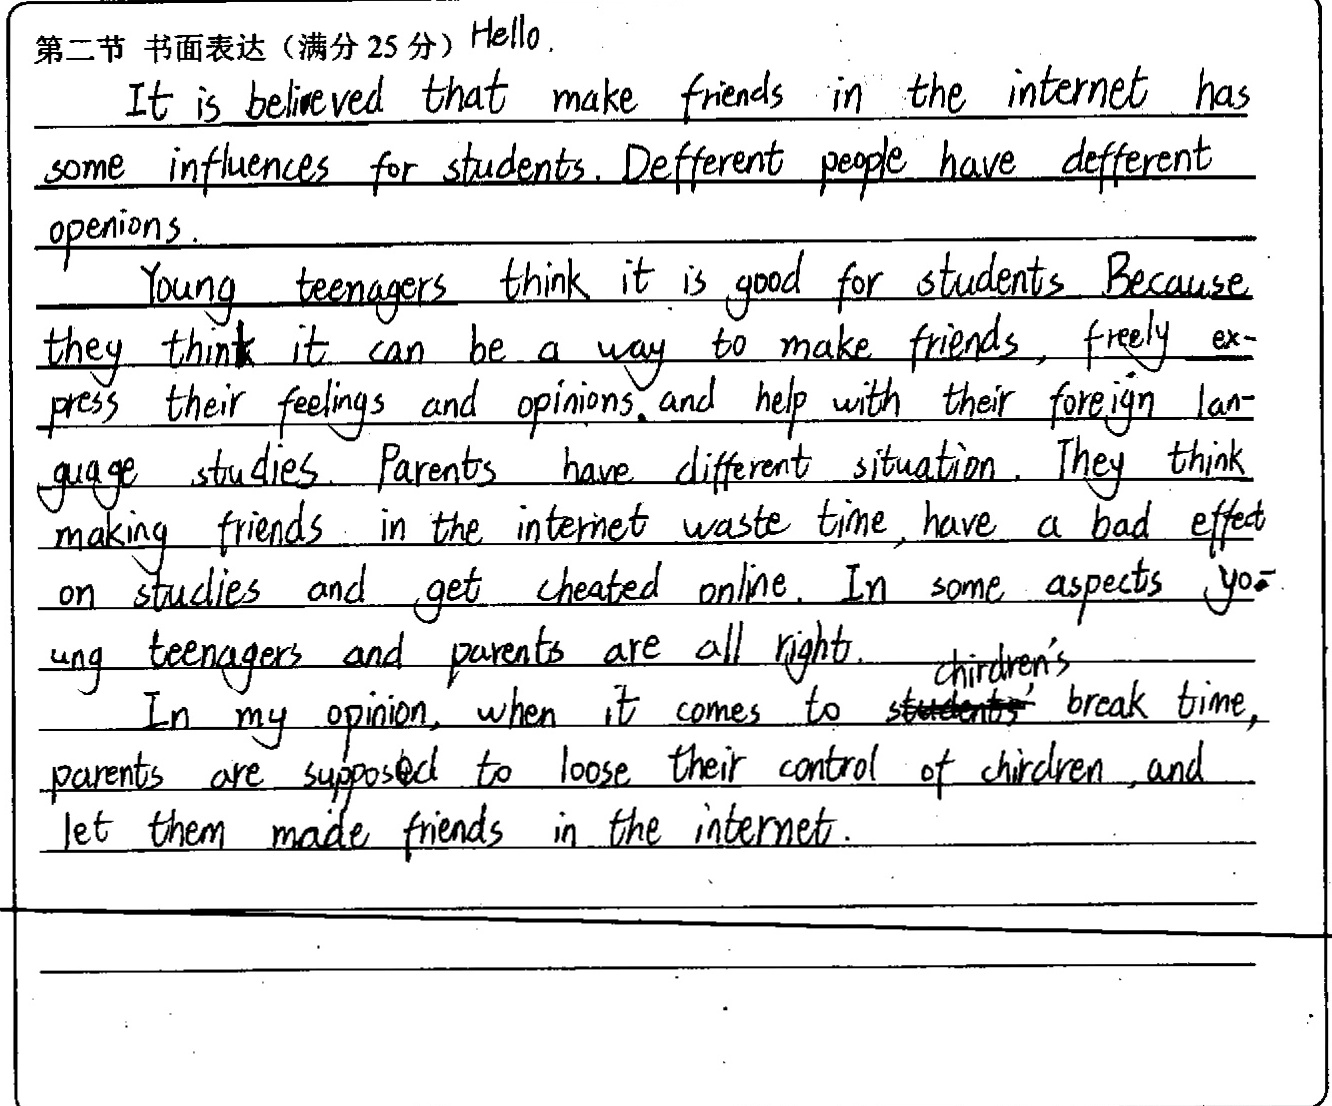 第二节 书面表达（满分 25 分） Hello.
It is believed that make friends in the internet has
some influences for students. Defferent people have defferent
openions.
Young teenagers think it is good for students Because
they think it can be a way to make friends, freely ex-
press their feelings and opinions. and help with their foreign lan-
guage studies. Parents have different situation. They think
making friends in the internet waste time, have a bad effect
on studies and get cheated online. In some aspects yo-
ung teenagers and parents are all right.
In my opinion, when it comes to chirdren's break time,
parents are supposed to loose their control of chirdren, and
let them made friends in the internet.